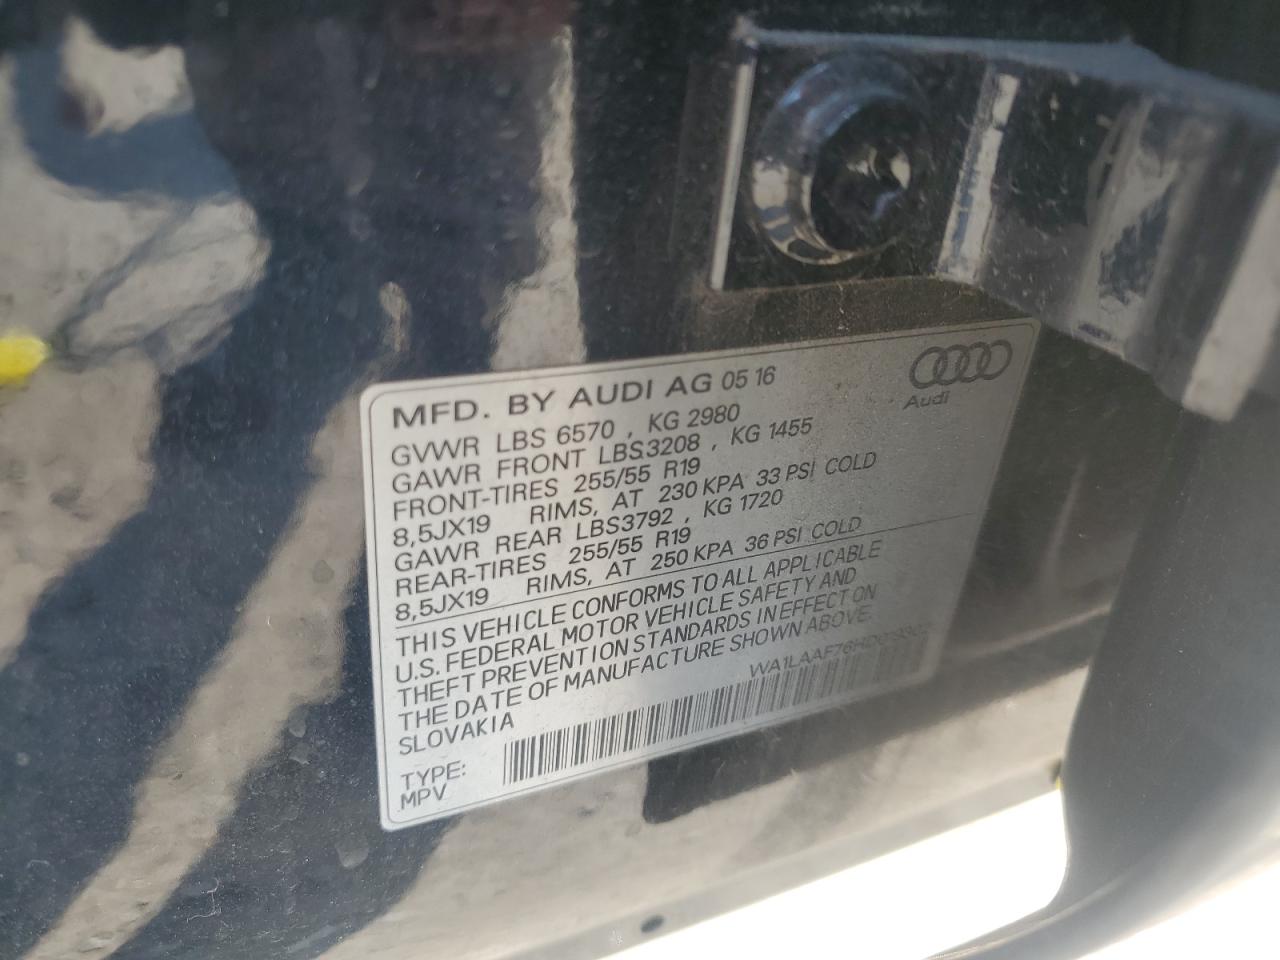 MFD. BY AUDI AG 05 16
Audi
GVWR LBS 6570 , KG 2980
GAWR FRONT LBS3208 , KG 1455
FRONT-TIRES 255/55 R19
8,5JX19 RIMS, AT 230 KPA 33 PSI COLD
GAWR REAR LBS3792 , KG 1720
REAR-TIRES 255/55 R19
8,5JX19 RIMS, AT 250 KPA 36 PSI COLD
THIS VEHICLE CONFORMS TO ALL APPLICABLE
U.S. FEDERAL MOTOR VEHICLE SAFETY AND
THEFT PREVENTION STANDARDS IN EFFECT ON
THE DATE OF MANUFACTURE SHOWN ABOVE.
SLOVAKIA
TYPE:
MPV